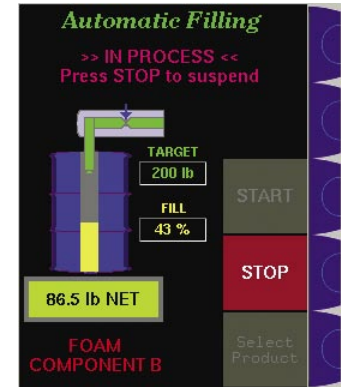 Automatic Filling
>> IN PROCESS <<
Press STOP to suspend
TARGET
200 lb
FILL
43 %
START
STOP
86.5 lb NET
FOAM
COMPONENT B
Select
Product